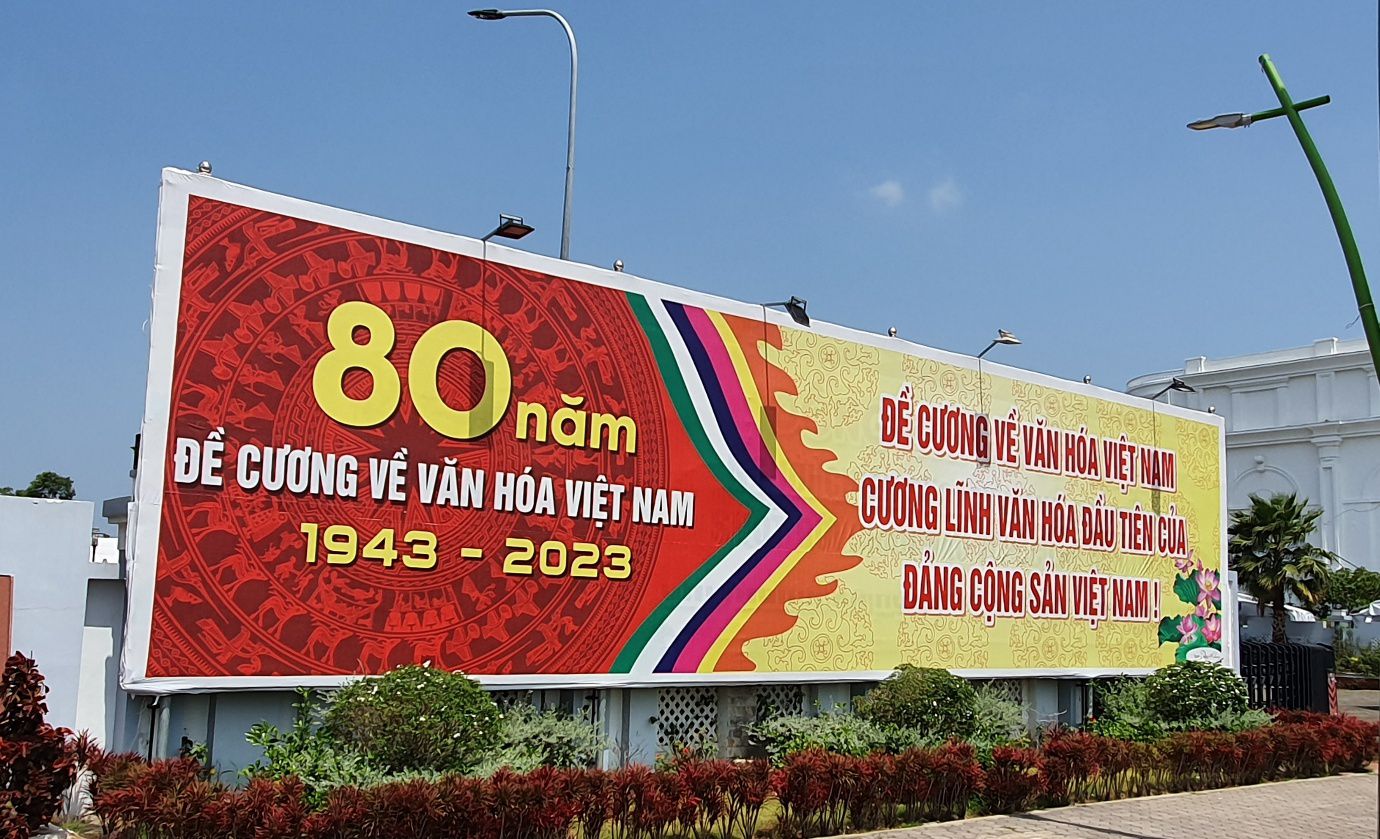 80 năm
ĐỀ CƯƠNG VỀ VĂN HÓA VIỆT NAM
1943 - 2023
ĐỀ CƯƠNG VỀ VĂN HÓA VIỆT NAM
CƯƠNG LĨNH VĂN HÓA ĐẦU TIÊN CỦA
ĐẢNG CỘNG SẢN VIỆT NAM !